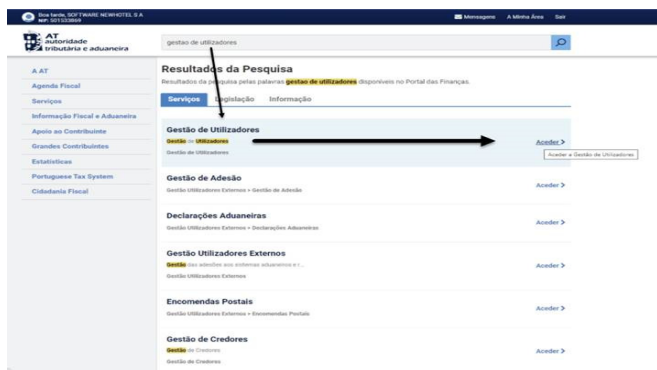 Boa tarde, SOFTWARE NEWHOTEL S A
NIF: 501533869
Mensagens
A Minha Área
Sair
AT
autoridade
tributária e aduaneira
gestao de utilizadores
A AT
Agenda Fiscal
Serviços
Informação Fiscal e Aduaneira
Apoio ao Contribuinte
Grandes Contribuintes
Estatísticas
Portuguese Tax System
Cidadania Fiscal
Resultados da Pesquisa
Resultados da pesquisa pelas palavras gestao de utilizadores disponíveis no Portal das Finanças.
Serviços Legislação Informação
Gestão de Utilizadores
Gestão de Utilizadores
Gestão de Utilizadores
Aceder >
Aceder a Gestão de Utilizadores
Gestão de Adesão
Gestão Utilizadores Externos » Gestão de Adesão
Aceder >
Declarações Aduaneiras
Gestão Utilizadores Externos » Declarações Aduaneiras
Aceder >
Gestão Utilizadores Externos
Gestão das adesões aos sistemas aduaneiros e r...
Gestão Utilizadores Externos
Aceder >
Encomendas Postais
Gestão Utilizadores Externos » Encomendas Postais
Aceder >
Gestão de Credores
Gestão de Credores
Gestão de Credores
Aceder >